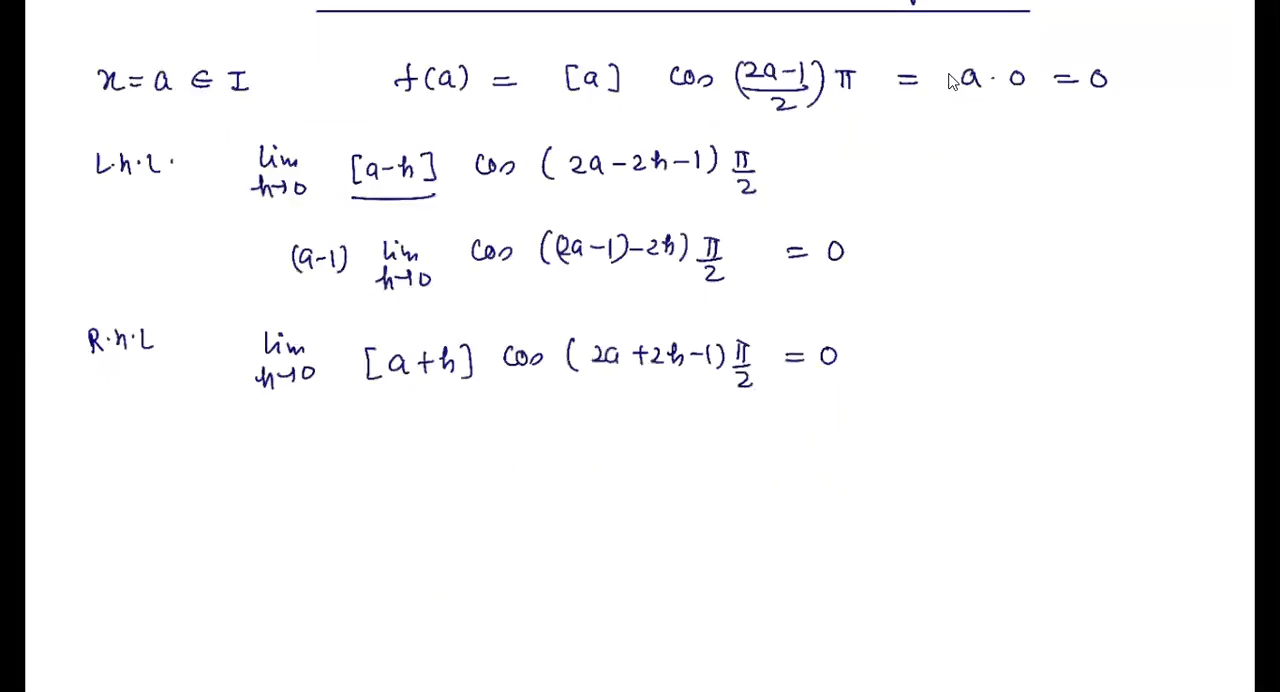 x = a ∈ I f(a) = [a] cos ((2a-1)/2) π = a · 0 = 0
L.h.L. lim h→0 [a-h] cos (2a-2h-1) π/2
(a-1) lim h→0 cos ((2a-1)-2h) π/2 = 0
R.h.L lim h→0 [a+h] cos (2a+2h-1) π/2 = 0